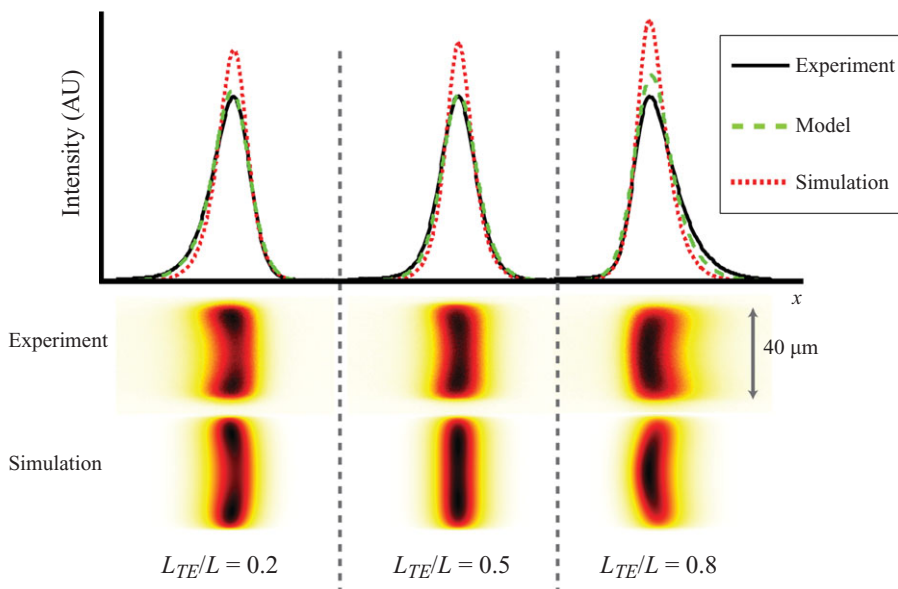 Intensity (AU)
Experiment
Model
Simulation
x
Experiment
40 μm
Simulation
L_TE/L = 0.2
L_TE/L = 0.5
L_TE/L = 0.8